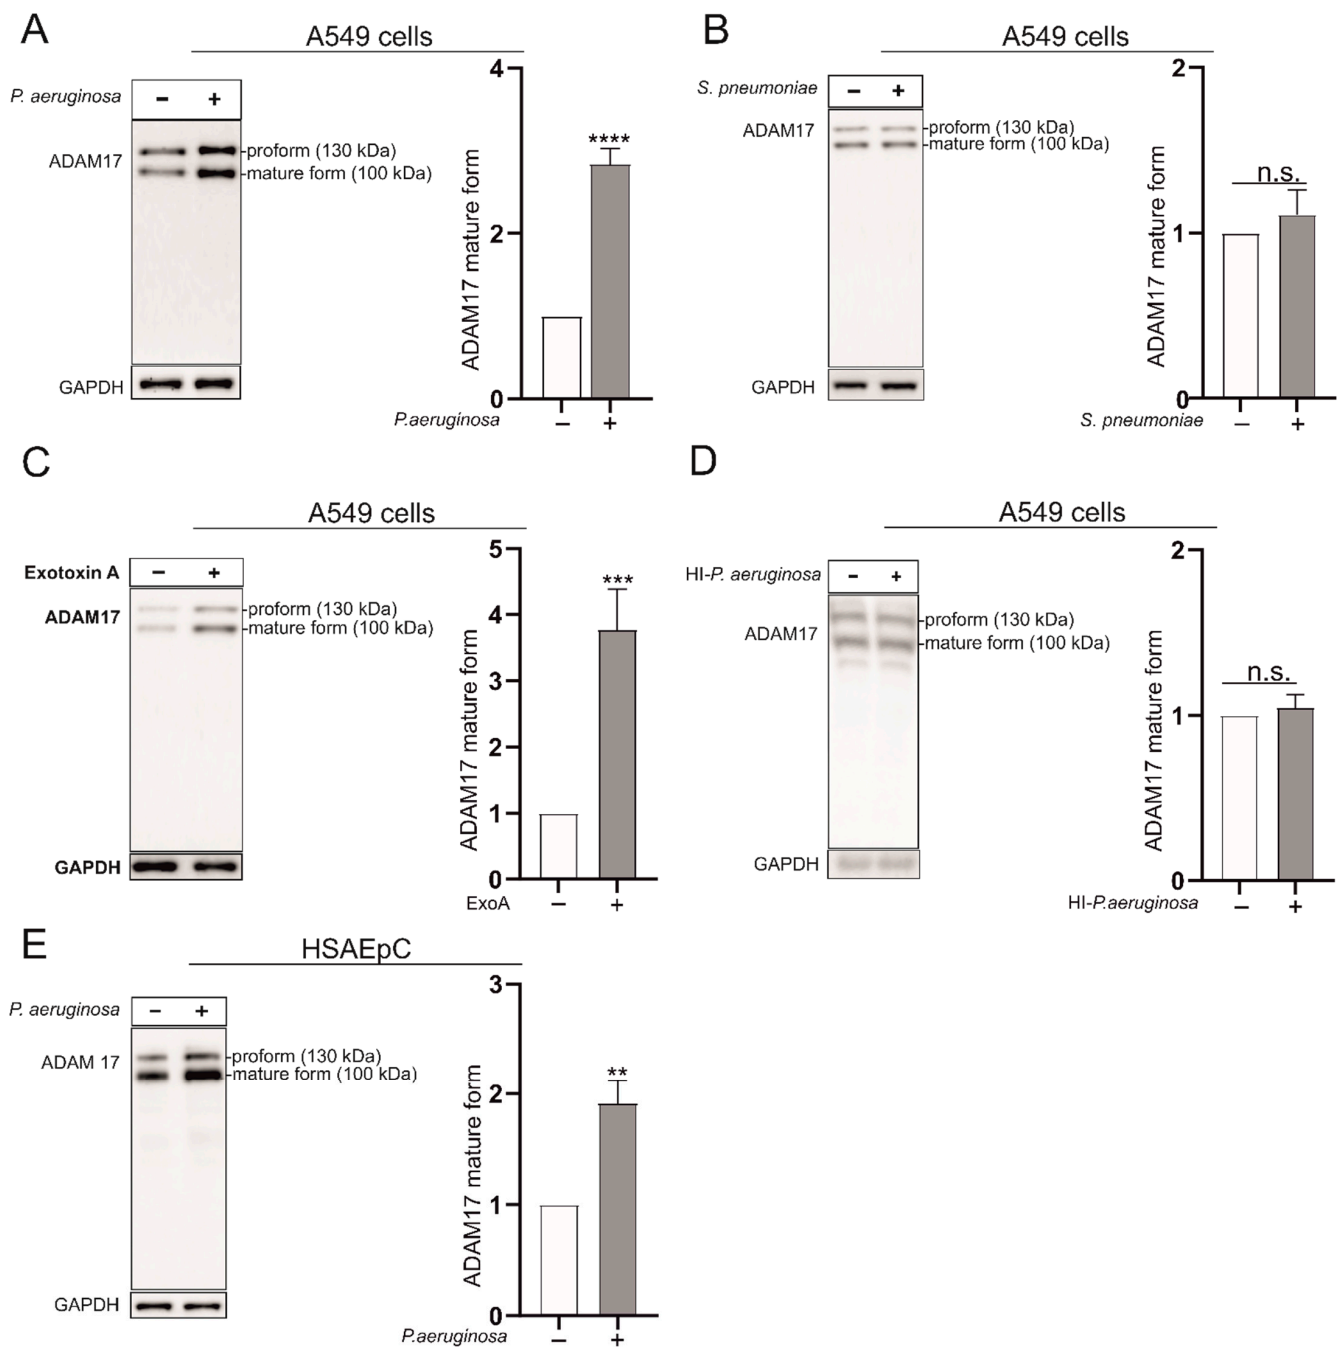 A
A549 cells
P. aeruginosa
− +
ADAM17
proform (130 kDa)
mature form (100 kDa)
GAPDH
ADAM17 mature form
4
2
0
****
P.aeruginosa
− +
B
A549 cells
S. pneumoniae
− +
ADAM17
proform (130 kDa)
mature form (100 kDa)
GAPDH
ADAM17 mature form
2
1
0
n.s.
S. pneumoniae
− +
C
A549 cells
Exotoxin A
− +
ADAM17
proform (130 kDa)
mature form (100 kDa)
GAPDH
ADAM17 mature form
5
4
3
2
1
0
***
ExoA
− +
D
A549 cells
HI-P. aeruginosa
− +
ADAM17
proform (130 kDa)
mature form (100 kDa)
GAPDH
ADAM17 mature form
2
1
0
n.s.
HI-P.aeruginosa
− +
E
HSAEpC
P. aeruginosa
− +
ADAM 17
proform (130 kDa)
mature form (100 kDa)
GAPDH
ADAM17 mature form
3
2
1
0
**
P.aeruginosa
− +